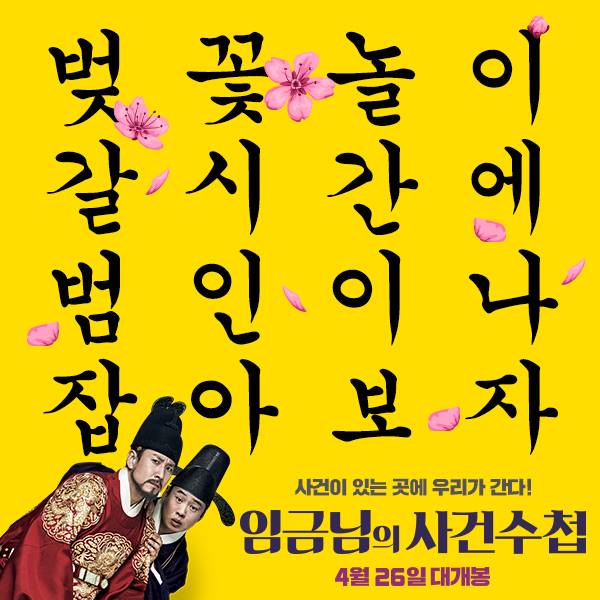 벚꽃놀이
갈시간에
범인이나
잡아보자
사건이 있는 곳에 우리가 간다!
임금님의 사건수첩
4월 26일 대개봉